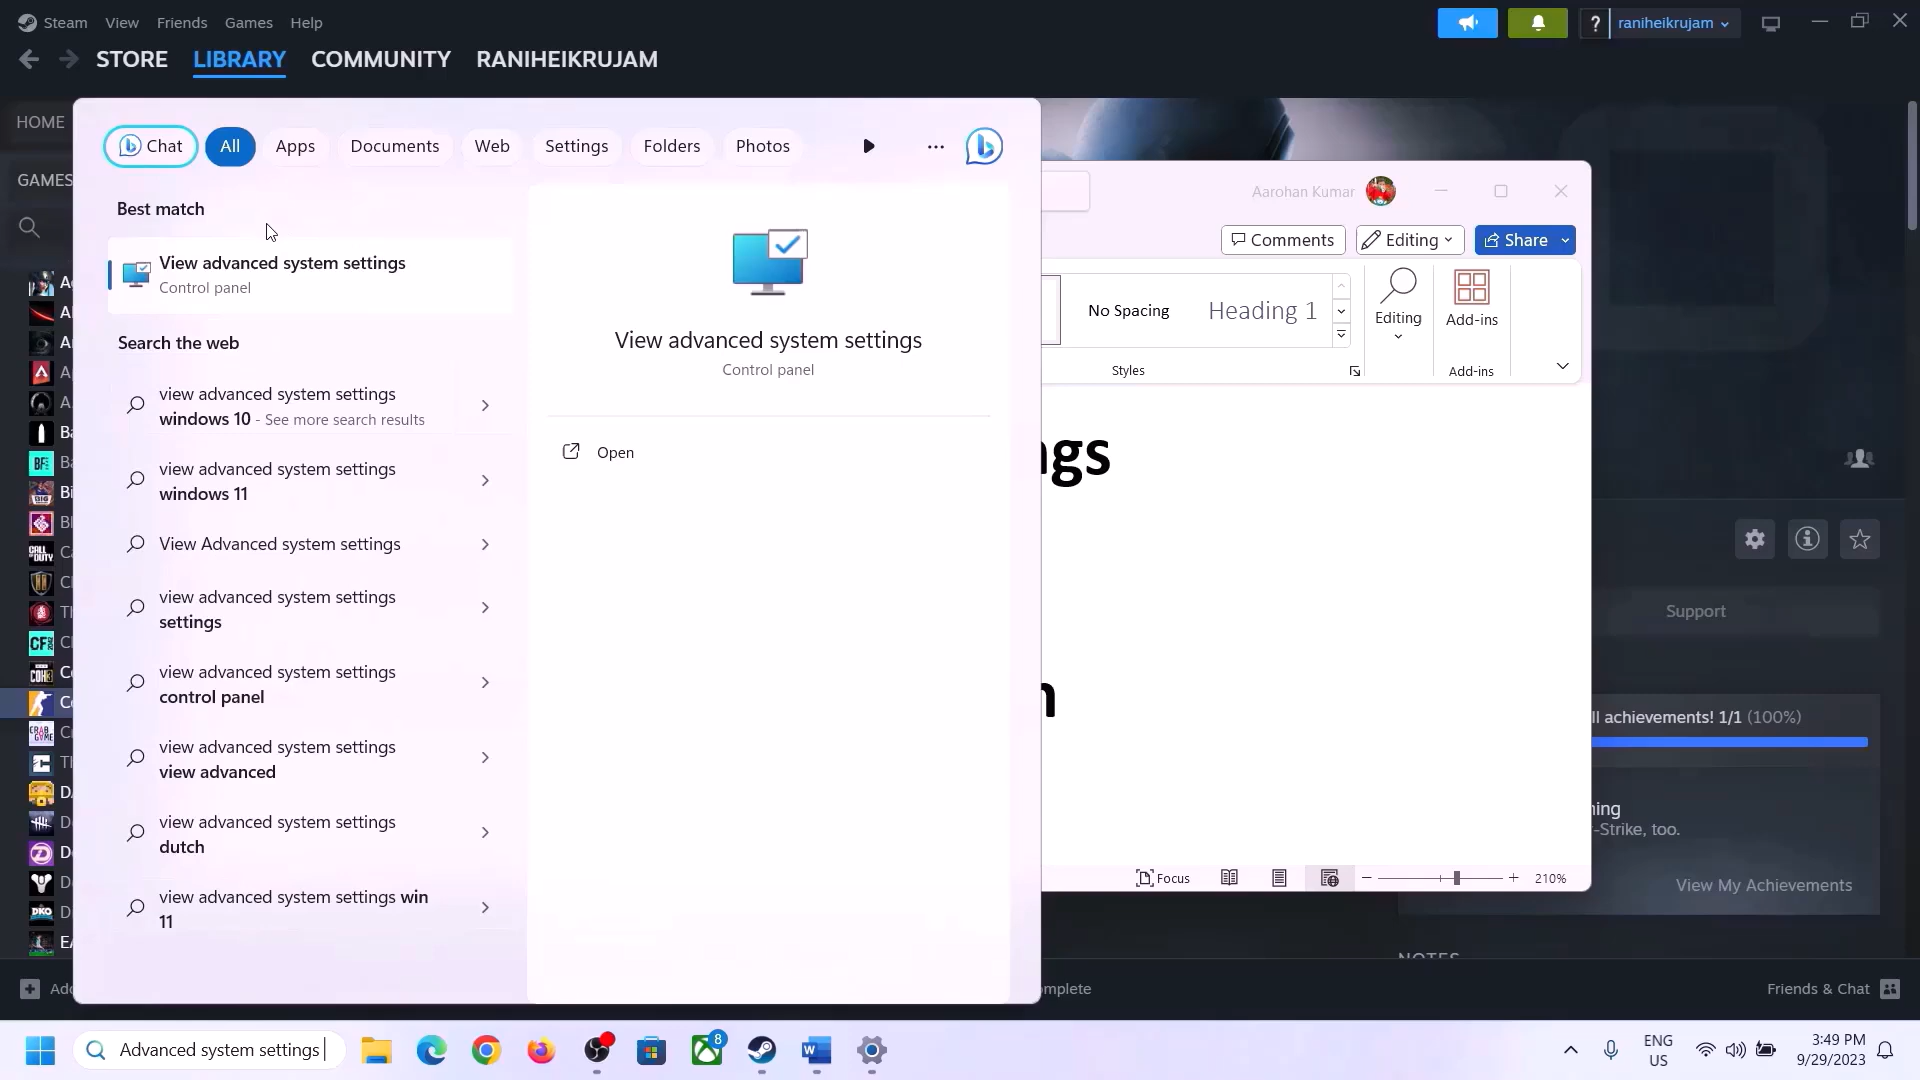 Steam View Friends Games Help
? raniheikrujam
STORE LIBRARY COMMUNITY RANIHEIKRUJAM
HOME
GAMES
Chat All Apps Documents Web Settings Folders Photos
Best match
View advanced system settings
Control panel
Search the web
view advanced system settings
windows 10 - See more search results
view advanced system settings
windows 11
View Advanced system settings
view advanced system settings
settings
view advanced system settings
control panel
view advanced system settings
view advanced
view advanced system settings
dutch
view advanced system settings win
11
View advanced system settings
Control panel
Open
Aarohan Kumar
Comments Editing Share
No Spacing Heading 1
Editing Add-ins
Styles Add-ins
ngs
n
Focus 210%
Support
ll achievements! 1/1 (100%)
ning
-Strike, too.
View My Achievements
NOTES
Add
mplete
Friends & Chat
Advanced system settings
8
ENG
US
3:49 PM
9/29/2023